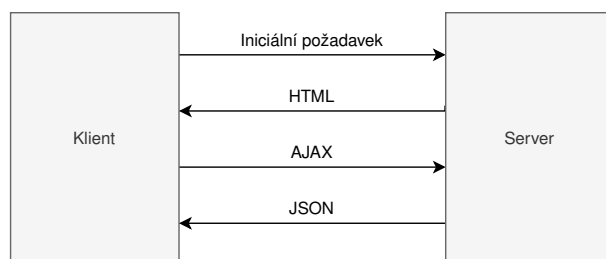 Iniciální požadavek
HTML
Klient
Server
AJAX
JSON